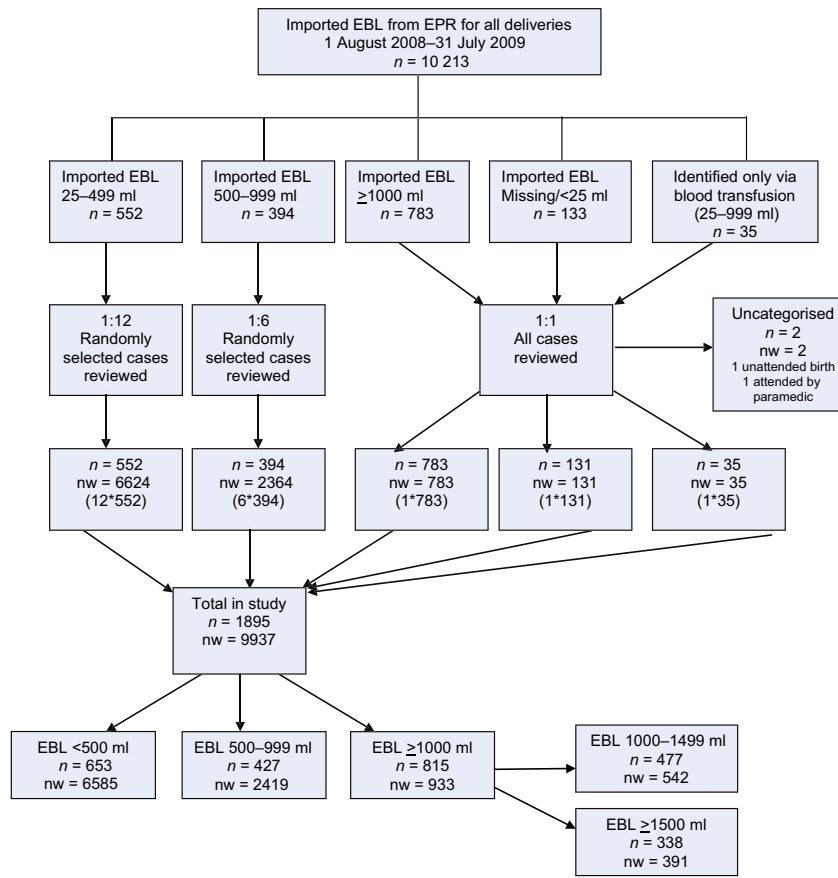 Imported EBL from EPR for all deliveries
1 August 2008–31 July 2009
n = 10 213
Imported EBL
25–499 ml
n = 552
Imported EBL
500–999 ml
n = 394
Imported EBL
≥1000 ml
n = 783
Imported EBL
Missing/<25 ml
n = 133
Identified only via
blood transfusion
(25–999 ml)
n = 35
1:12
Randomly
selected cases
reviewed
1:6
Randomly
selected cases
reviewed
1:1
All cases
reviewed
Uncategorised
n = 2
nw = 2
1 unattended birth
1 attended by
paramedic
n = 552
nw = 6624
(12*552)
n = 394
nw = 2364
(6*394)
n = 783
nw = 783
(1*783)
n = 131
nw = 131
(1*131)
n = 35
nw = 35
(1*35)
Total in study
n = 1895
nw = 9937
EBL <500 ml
n = 653
nw = 6585
EBL 500–999 ml
n = 427
nw = 2419
EBL ≥1000 ml
n = 815
nw = 933
EBL 1000–1499 ml
n = 477
nw = 542
EBL ≥1500 ml
n = 338
nw = 391